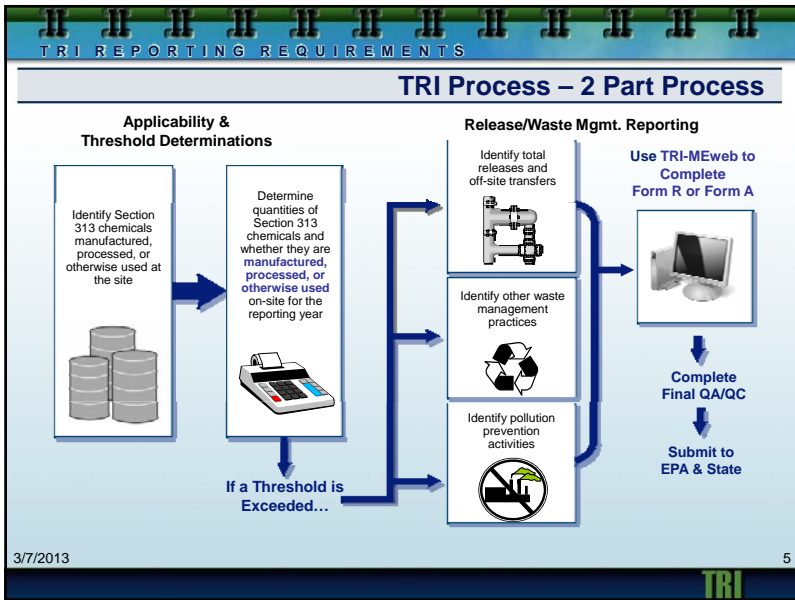 TRI REPORTING REQUIREMENTS
TRI Process – 2 Part Process
Applicability &
Threshold Determinations
Identify Section
313 chemicals
manufactured,
processed, or
otherwise used at
the site
Determine
quantities of
Section 313
chemicals and
whether they are
manufactured,
processed, or
otherwise used
on-site for the
reporting year
If a Threshold is
Exceeded…
Release/Waste Mgmt. Reporting
Identify total
releases and
off-site transfers
Identify other waste
management
practices
Identify pollution
prevention
activities
Use TRI-MEweb to
Complete
Form R or Form A
Complete
Final QA/QC
Submit to
EPA & State
3/7/2013
5
TRI